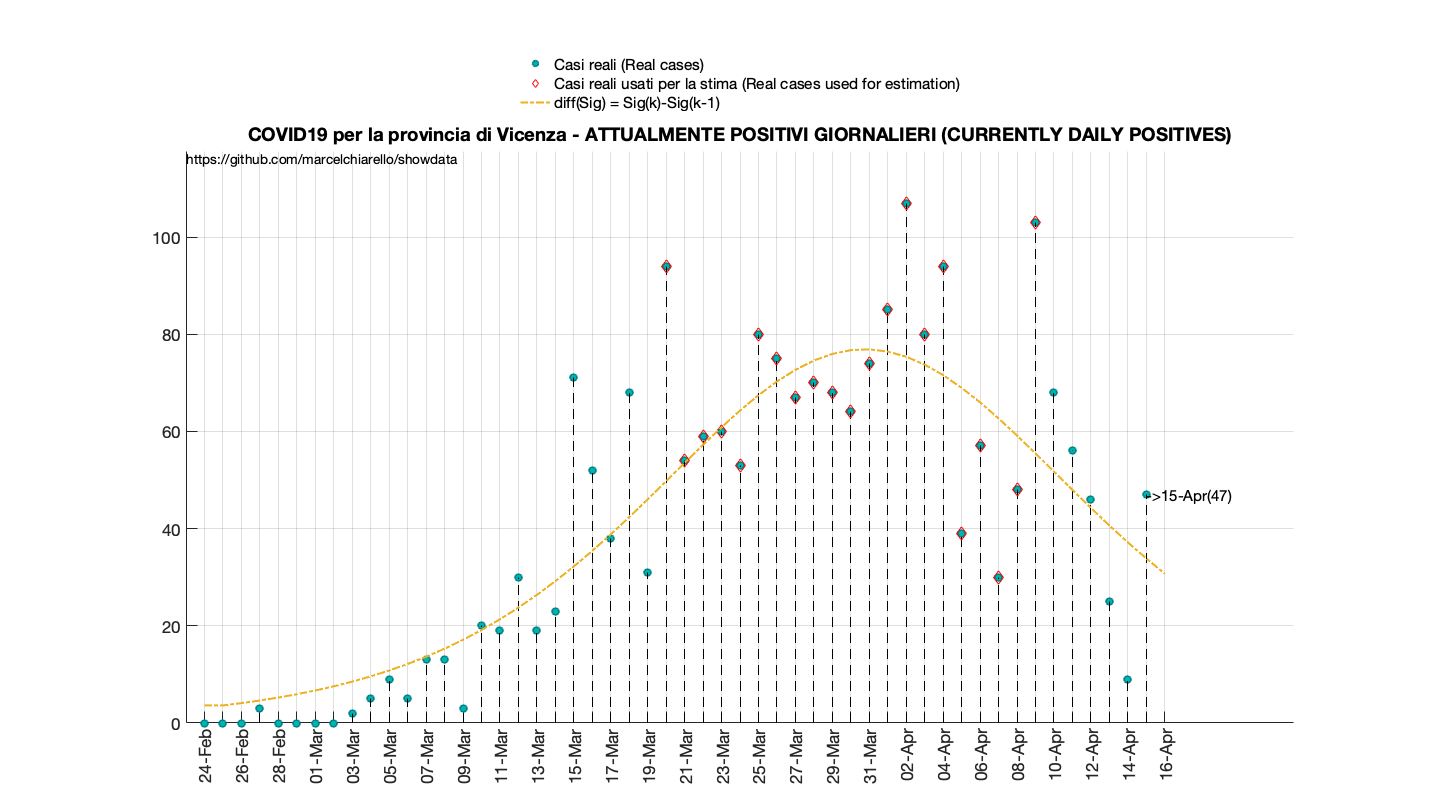 Casi reali (Real cases)
Casi reali usati per la stima (Real cases used for estimation)
diff(Sig) = Sig(k)-Sig(k-1)
COVID19 per la provincia di Vicenza - ATTUALMENTE POSITIVI GIORNALIERI (CURRENTLY DAILY POSITIVES)
https://github.com/marcelchiarello/showdata
100
80
60
40
20
0
->15-Apr(47)
24-Feb
26-Feb
28-Feb
01-Mar
03-Mar
05-Mar
07-Mar
09-Mar
11-Mar
13-Mar
15-Mar
17-Mar
19-Mar
21-Mar
23-Mar
25-Mar
27-Mar
29-Mar
31-Mar
02-Apr
04-Apr
06-Apr
08-Apr
10-Apr
12-Apr
14-Apr
16-Apr